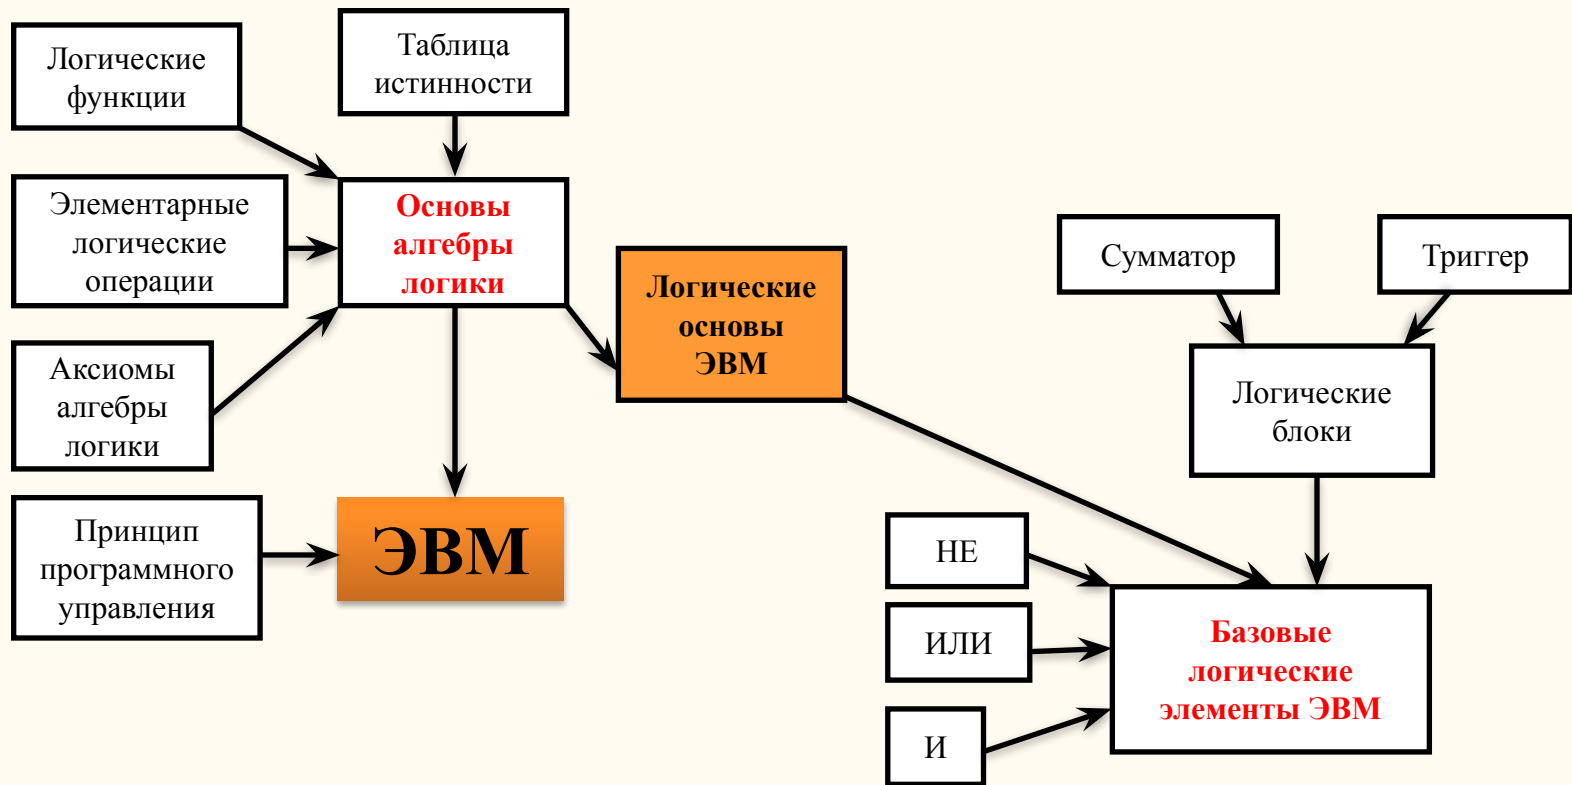 Логические
функции
Таблица
истинности
Элементарные
логические
операции
Основы
алгебры
логики
Аксиомы
алгебры
логики
Принцип
программного
управления
ЭВМ
Логические
основы
ЭВМ
Сумматор
Триггер
Логические
блоки
НЕ
ИЛИ
И
Базовые
логические
элементы ЭВМ